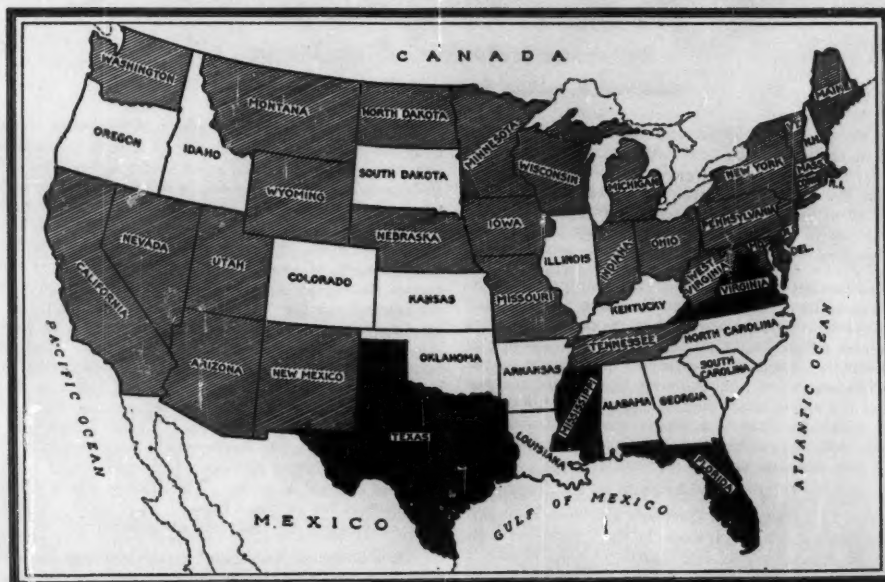 CANADA
WASHINGTON
MONTANA
NORTH DAKOTA
MINNESOTA
MAINE
OREGON
IDAHO
VT.
N.H.
SOUTH DAKOTA
WISCONSIN
MICHIGAN
NEW YORK
MASS.
R.I.
WYOMING
IOWA
PENNSYLVANIA
NEBRASKA
NEVADA
UTAH
ILLINOIS
INDIANA
OHIO
DEL.
COLORADO
WEST
VIRGINIA
VIRGINIA
CALIFORNIA
KANSAS
MISSOURI
KENTUCKY
NORTH CAROLINA
TENNESSEE
ARIZONA
NEW MEXICO
OKLAHOMA
ARKANSAS
SOUTH
CAROLINA
MISSISSIPPI
ALABAMA
GEORGIA
TEXAS
LOUISIANA
FLORIDA
PACIFIC OCEAN
ATLANTIC OCEAN
MEXICO
GULF OF MEXICO